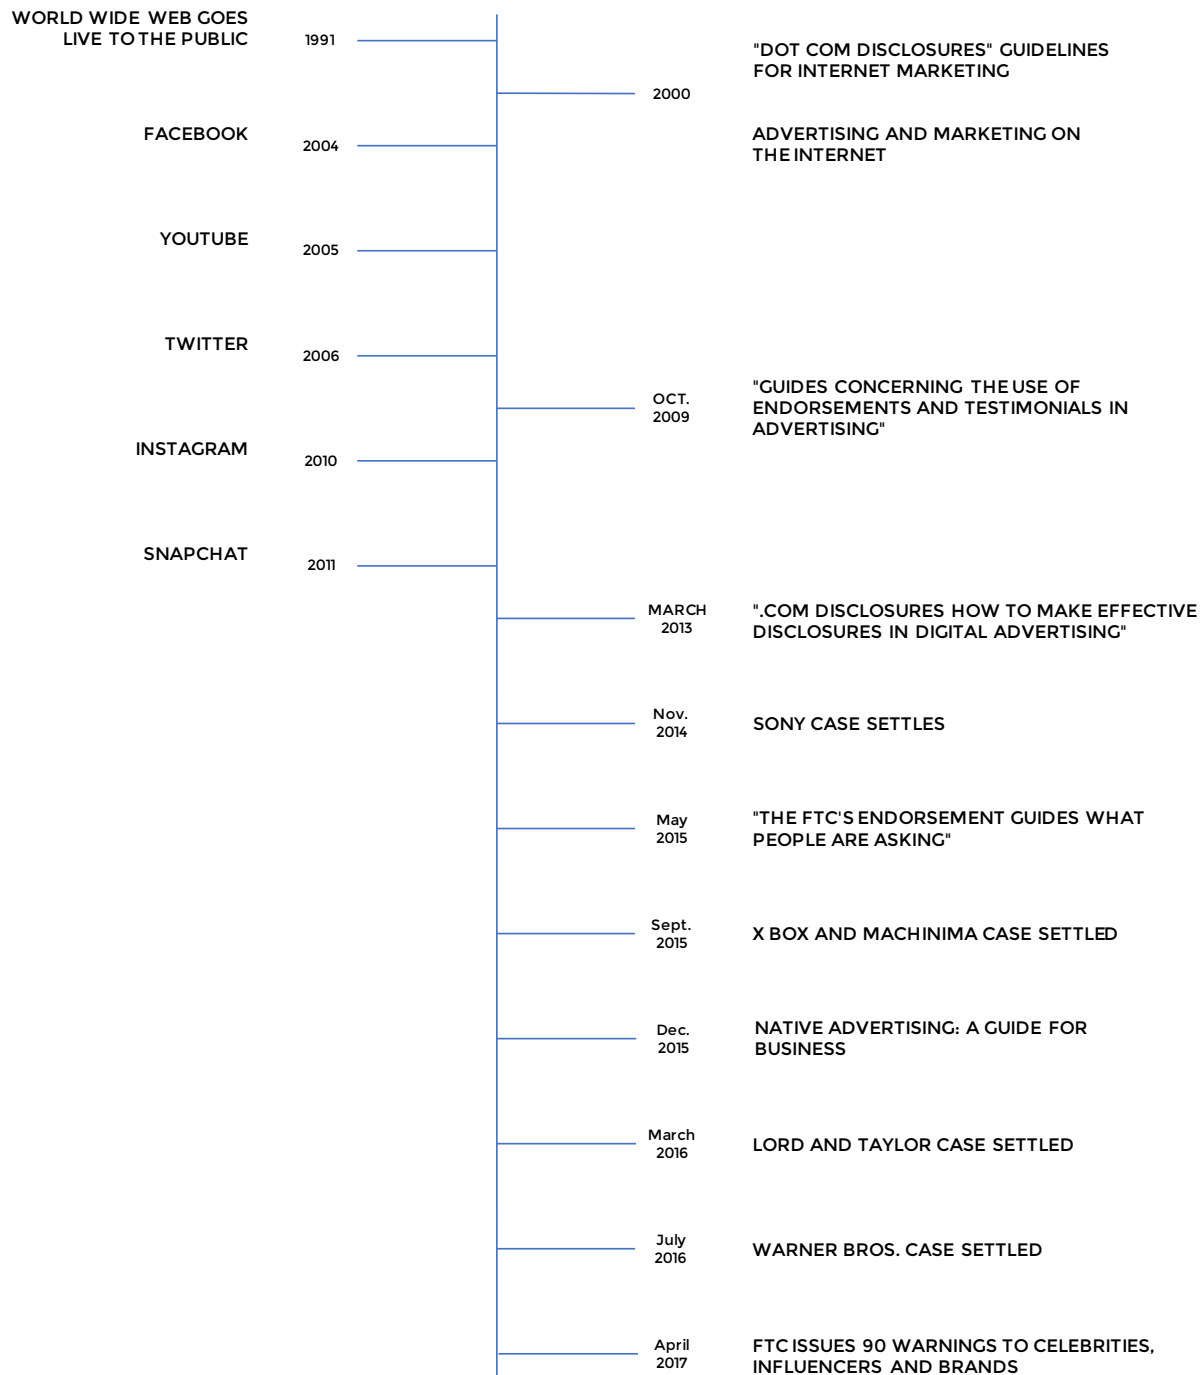 WORLD WIDE WEB GOES
LIVE TO THE PUBLIC
1991
"DOT COM DISCLOSURES" GUIDELINES
FOR INTERNET MARKETING
2000
ADVERTISING AND MARKETING ON
THE INTERNET
FACEBOOK
2004
YOUTUBE
2005
TWITTER
2006
OCT.
2009
"GUIDES CONCERNING THE USE OF
ENDORSEMENTS AND TESTIMONIALS IN
ADVERTISING"
INSTAGRAM
2010
SNAPCHAT
2011
MARCH
2013
".COM DISCLOSURES HOW TO MAKE EFFECTIVE
DISCLOSURES IN DIGITAL ADVERTISING"
Nov.
2014
SONY CASE SETTLES
May
2015
"THE FTC'S ENDORSEMENT GUIDES WHAT
PEOPLE ARE ASKING"
Sept.
2015
X BOX AND MACHINIMA CASE SETTLED
Dec.
2015
NATIVE ADVERTISING: A GUIDE FOR
BUSINESS
March
2016
LORD AND TAYLOR CASE SETTLED
July
2016
WARNER BROS. CASE SETTLED
April
2017
FTC ISSUES 90 WARNINGS TO CELEBRITIES,
INFLUENCERS AND BRANDS